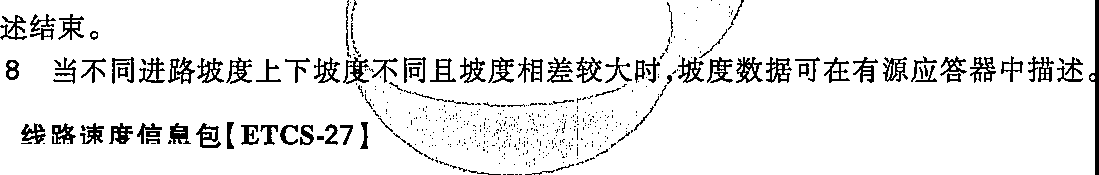 述结束。
8 当不同进路坡度上下坡度不同且坡度相差较大时,坡度数据可在有源应答器中描述。
线路速度信息包【ETCS-27】